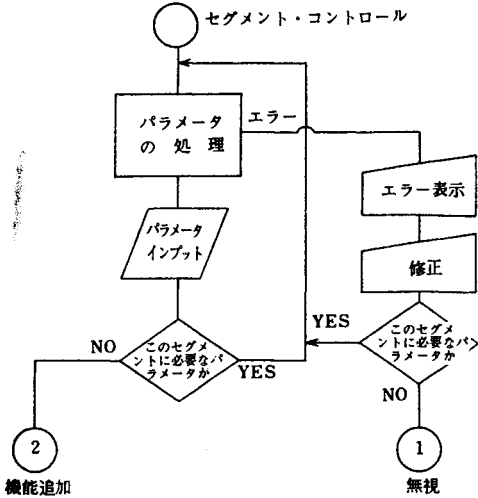 セグメント・コントロール
パラメータ
の処理
エラー
エラー表示
パラメータ
インプット
修正
このセグメ
ントに必要なパ
ラメータか
YES
NO
このセグメ
ントに必要なパ
ラメータか
YES
NO
2
機能追加
1
無視